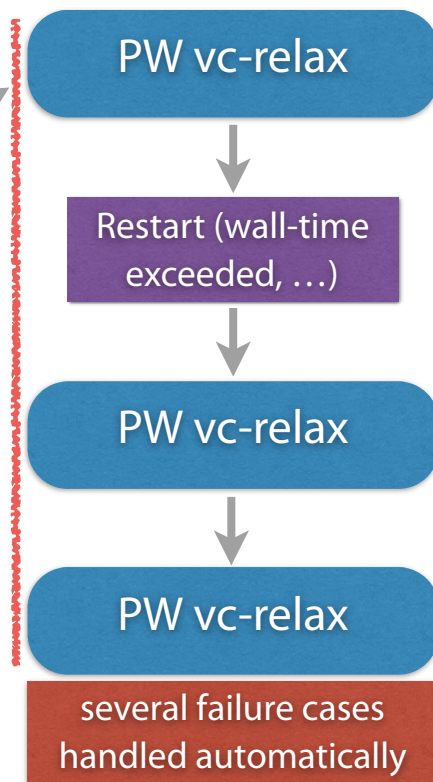 PW vc-relax
Restart (wall-time
exceeded, …)
PW vc-relax
PW vc-relax
several failure cases
handled automatically